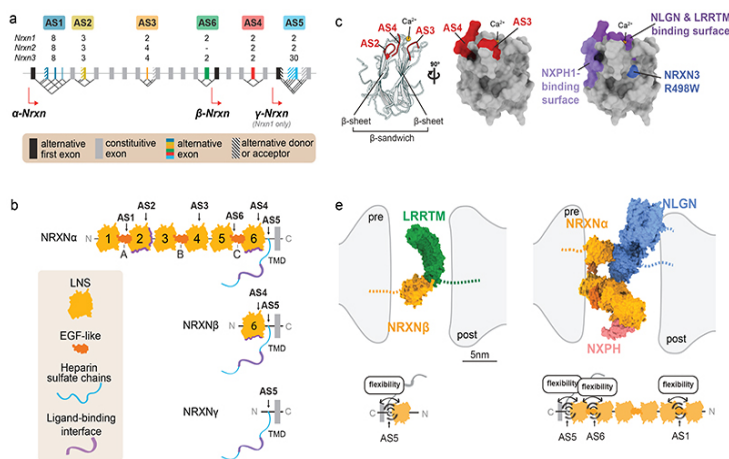 a
AS1 AS2 AS3 AS6 AS4 AS5
Nrxn1 8 3 2 2 2 2
Nrxn2 8 3 4 - 2 2
Nrxn3 8 3 4 2 2 30
α-Nrxn β-Nrxn γ-Nrxn
(Nrxn1 only)
alternative first exon
constituitive exon
alternative exon
alternative donor or acceptor
b
AS1 AS2 AS3 AS6 AS4 AS5
NRXNα N 1 2 3 4 5 6 C
A B C
TMD
LNS
EGF-like
Heparin sulfate chains
Ligand-binding interface
AS4
AS5
NRXNβ N 6 C
TMD
AS5
NRXNγ N C
TMD
c
AS4 Ca²⁺
AS2 AS3
90°
β-sheet β-sheet
β-sandwich
AS4 Ca²⁺ AS3
NLGN & LRRTM binding surface
Ca²⁺
NXPH1- binding surface
NRXN3 R498W
e
pre
LRRTM
NRXNβ
post
5nm
pre
NRXNα
NLGN
NXPH
post
flexibility
C N
AS5
flexibility flexibility flexibility
C N
AS5 AS6 AS1